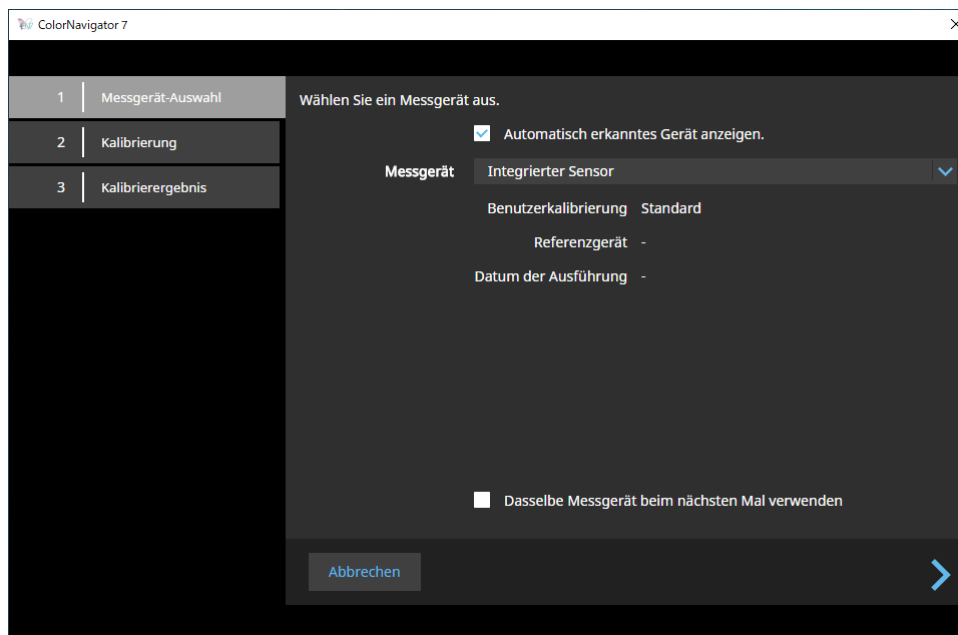 ColorNavigator 7
1 Messgerät-Auswahl
2 Kalibrierung
3 Kalibrierergebnis
Wählen Sie ein Messgerät aus.
Automatisch erkanntes Gerät anzeigen.
Messgerät Integrierter Sensor
Benutzerkalibrierung Standard
Referenzgerät -
Datum der Ausführung -
Dasselbe Messgerät beim nächsten Mal verwenden
Abbrechen